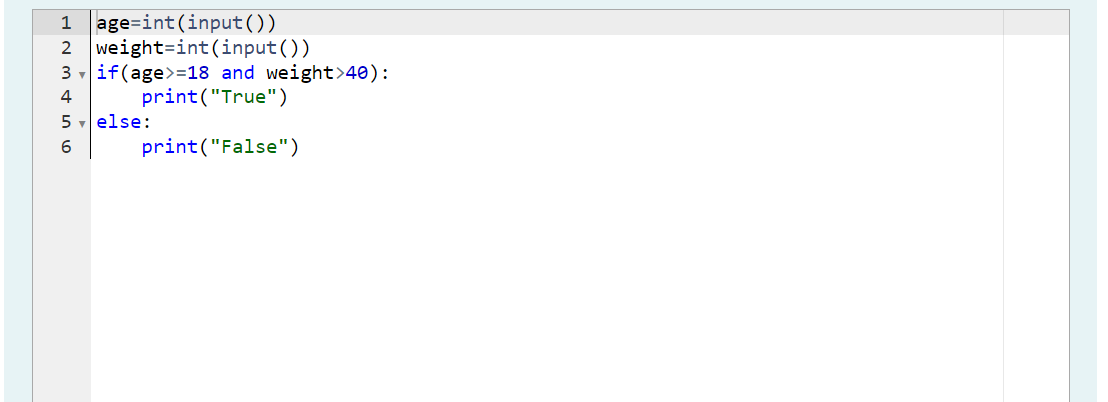 1 age=int(input())
2 weight=int(input())
3 if(age>=18 and weight>40):
4     print("True")
5 else:
6     print("False")